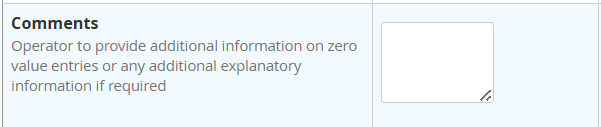 Comments
Operator to provide additional information on zero
value entries or any additional explanatory
information if required